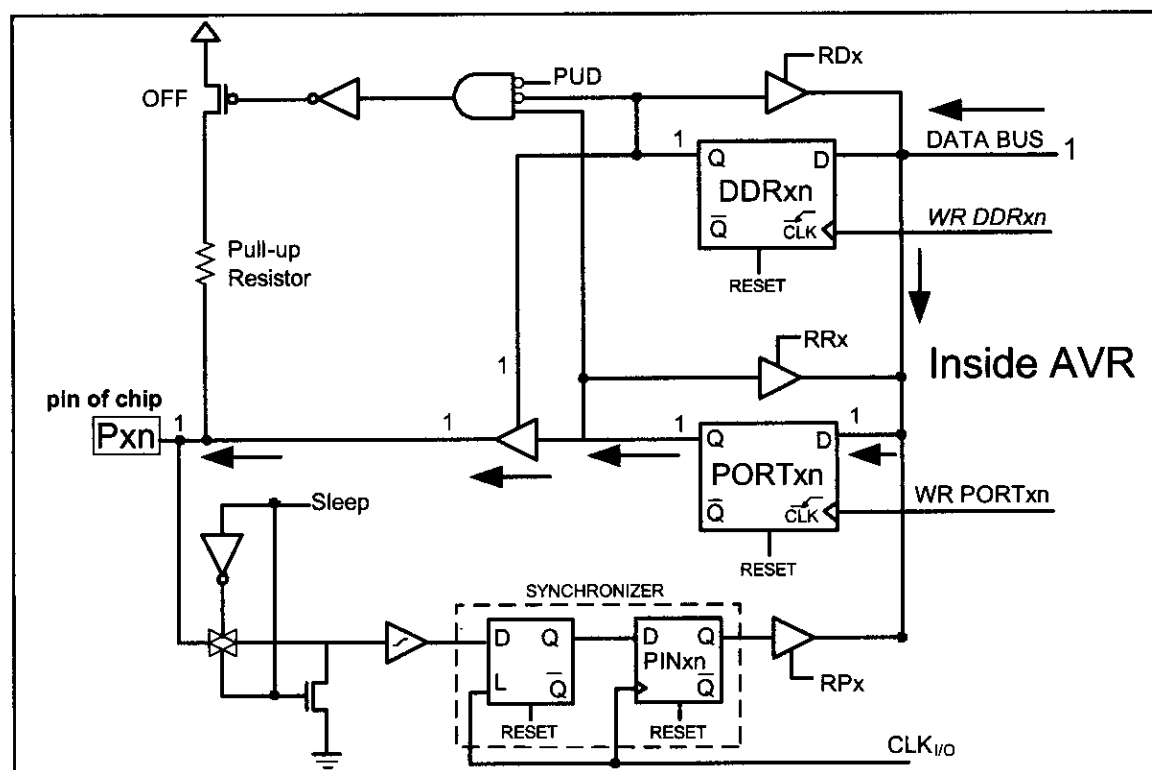 RDx
PUD
OFF
DATA BUS
1
1
Q
D
DDRxn
Q̅
CLK
WR DDRxn
Pull-up
Resistor
RESET
RRx
Inside AVR
1
pin of chip
Pxn
1
1
1
1
Q
D
PORTxn
Q̅
CLK
WR PORTxn
Sleep
RESET
SYNCHRONIZER
D
Q
L
Q̅
RESET
D
Q
PINxn
Q̅
RESET
RPx
CLK I/O